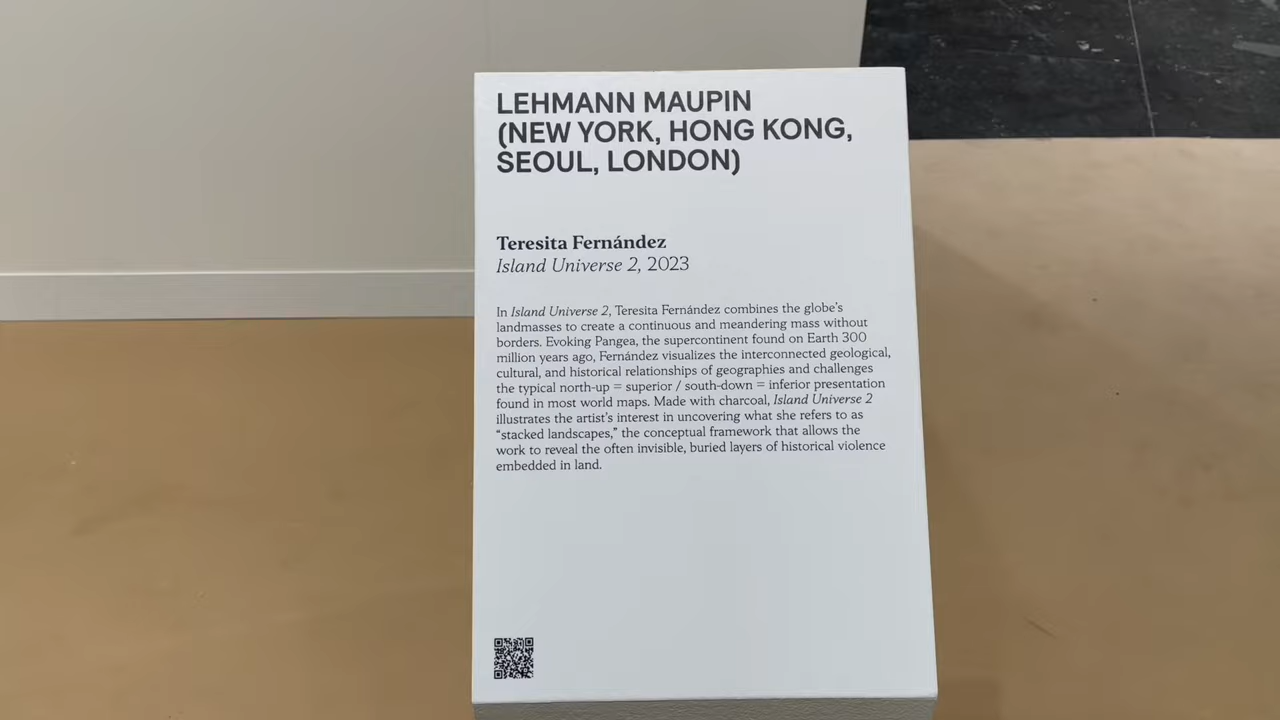 LEHMANN MAUPIN
(NEW YORK, HONG KONG,
SEOUL, LONDON)
Teresita Fernández
Island Universe 2, 2023
In Island Universe 2, Teresita Fernández combines the globe's
landmasses to create a continuous and meandering mass without
borders. Evoking Pangea, the supercontinent found on Earth 300
million years ago, Fernández visualizes the interconnected geological,
cultural, and historical relationships of geographies and challenges
the typical north-up = superior / south-down = inferior presentation
found in most world maps. Made with charcoal, Island Universe 2
illustrates the artist's interest in uncovering what she refers to as
“stacked landscapes,” the conceptual framework that allows the
work to reveal the often invisible, buried layers of historical violence
embedded in land.